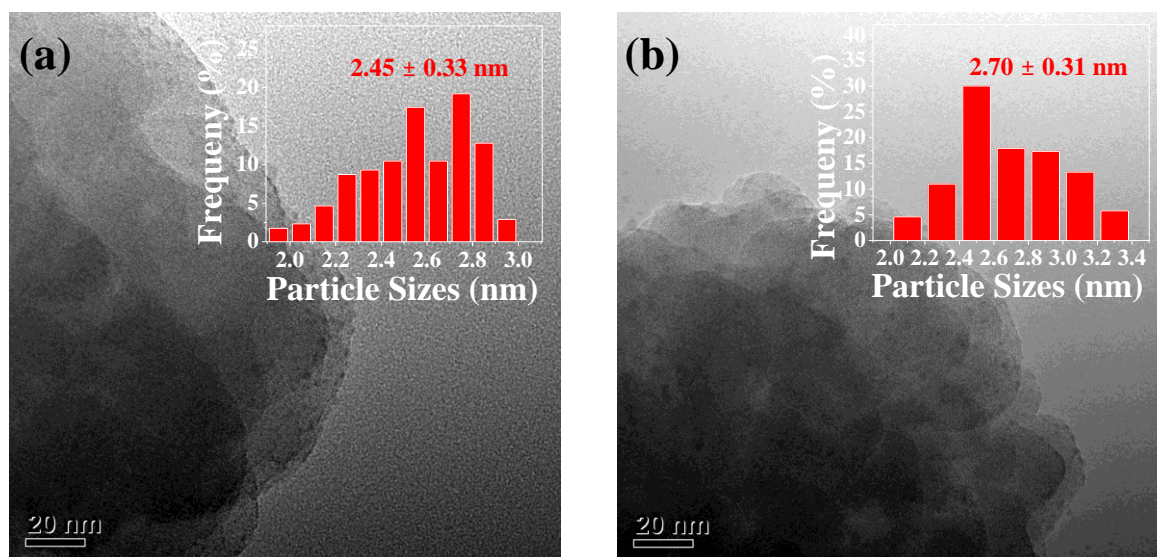 (a)
2.45 ± 0.33 nm
Frequeny (%)
25
20
15
10
5
0
2.0 2.2 2.4 2.6 2.8 3.0
Particle Sizes (nm)
20 nm
(b)
2.70 ± 0.31 nm
Frequeny (%)
40
35
30
25
20
15
10
5
0
2.0 2.2 2.4 2.6 2.8 3.0 3.2 3.4
Particle Sizes (nm)
20 nm